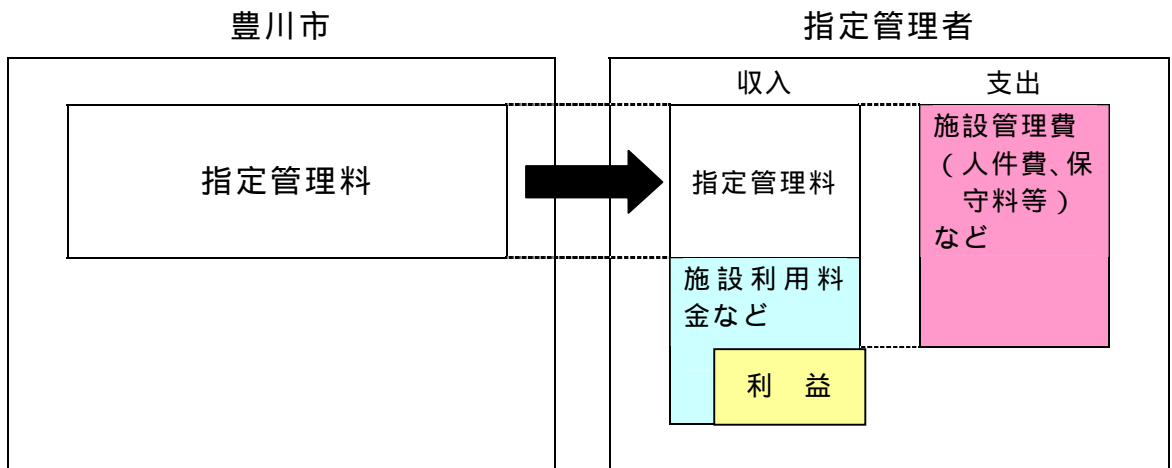 豊川市
指定管理者
収入
支出
指定管理料
指定管理料
施設管理費
（人件費、保
守料等）
など
施設利用料
金など
利　益